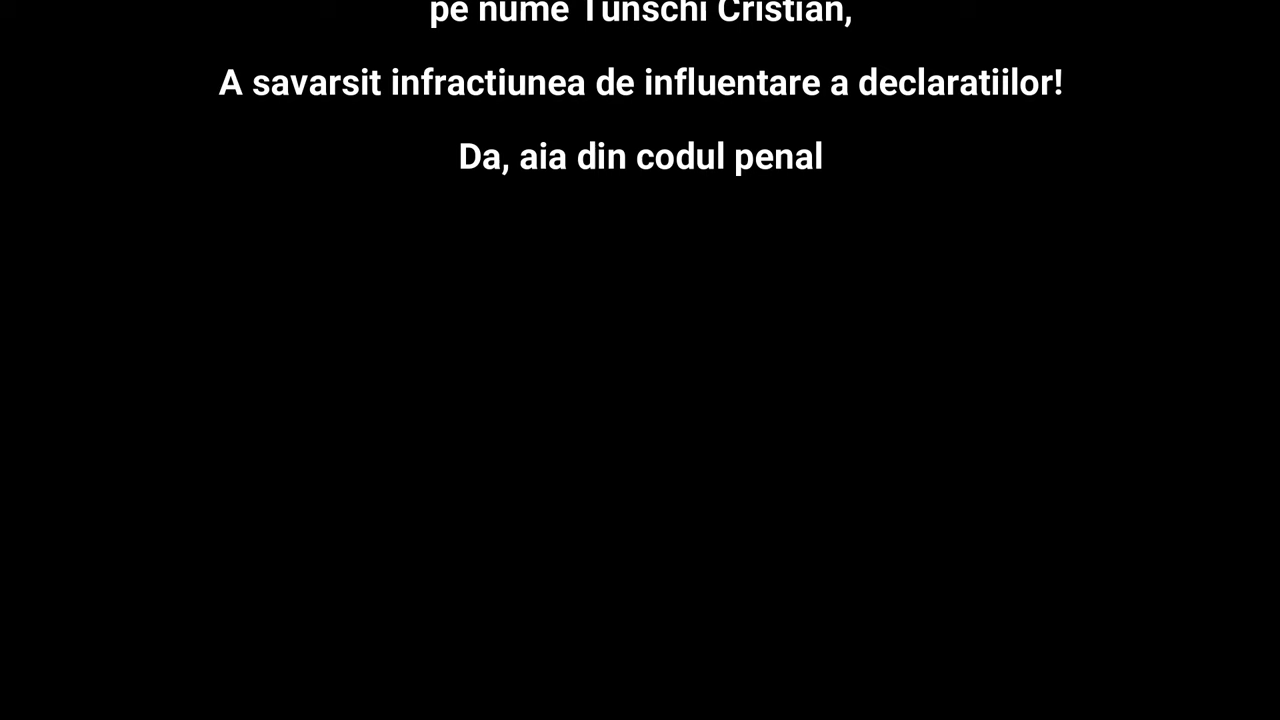 pe nume Tunschi Cristian,
A savarsit infractiunea de influentare a declaratiilor!
Da, aia din codul penal